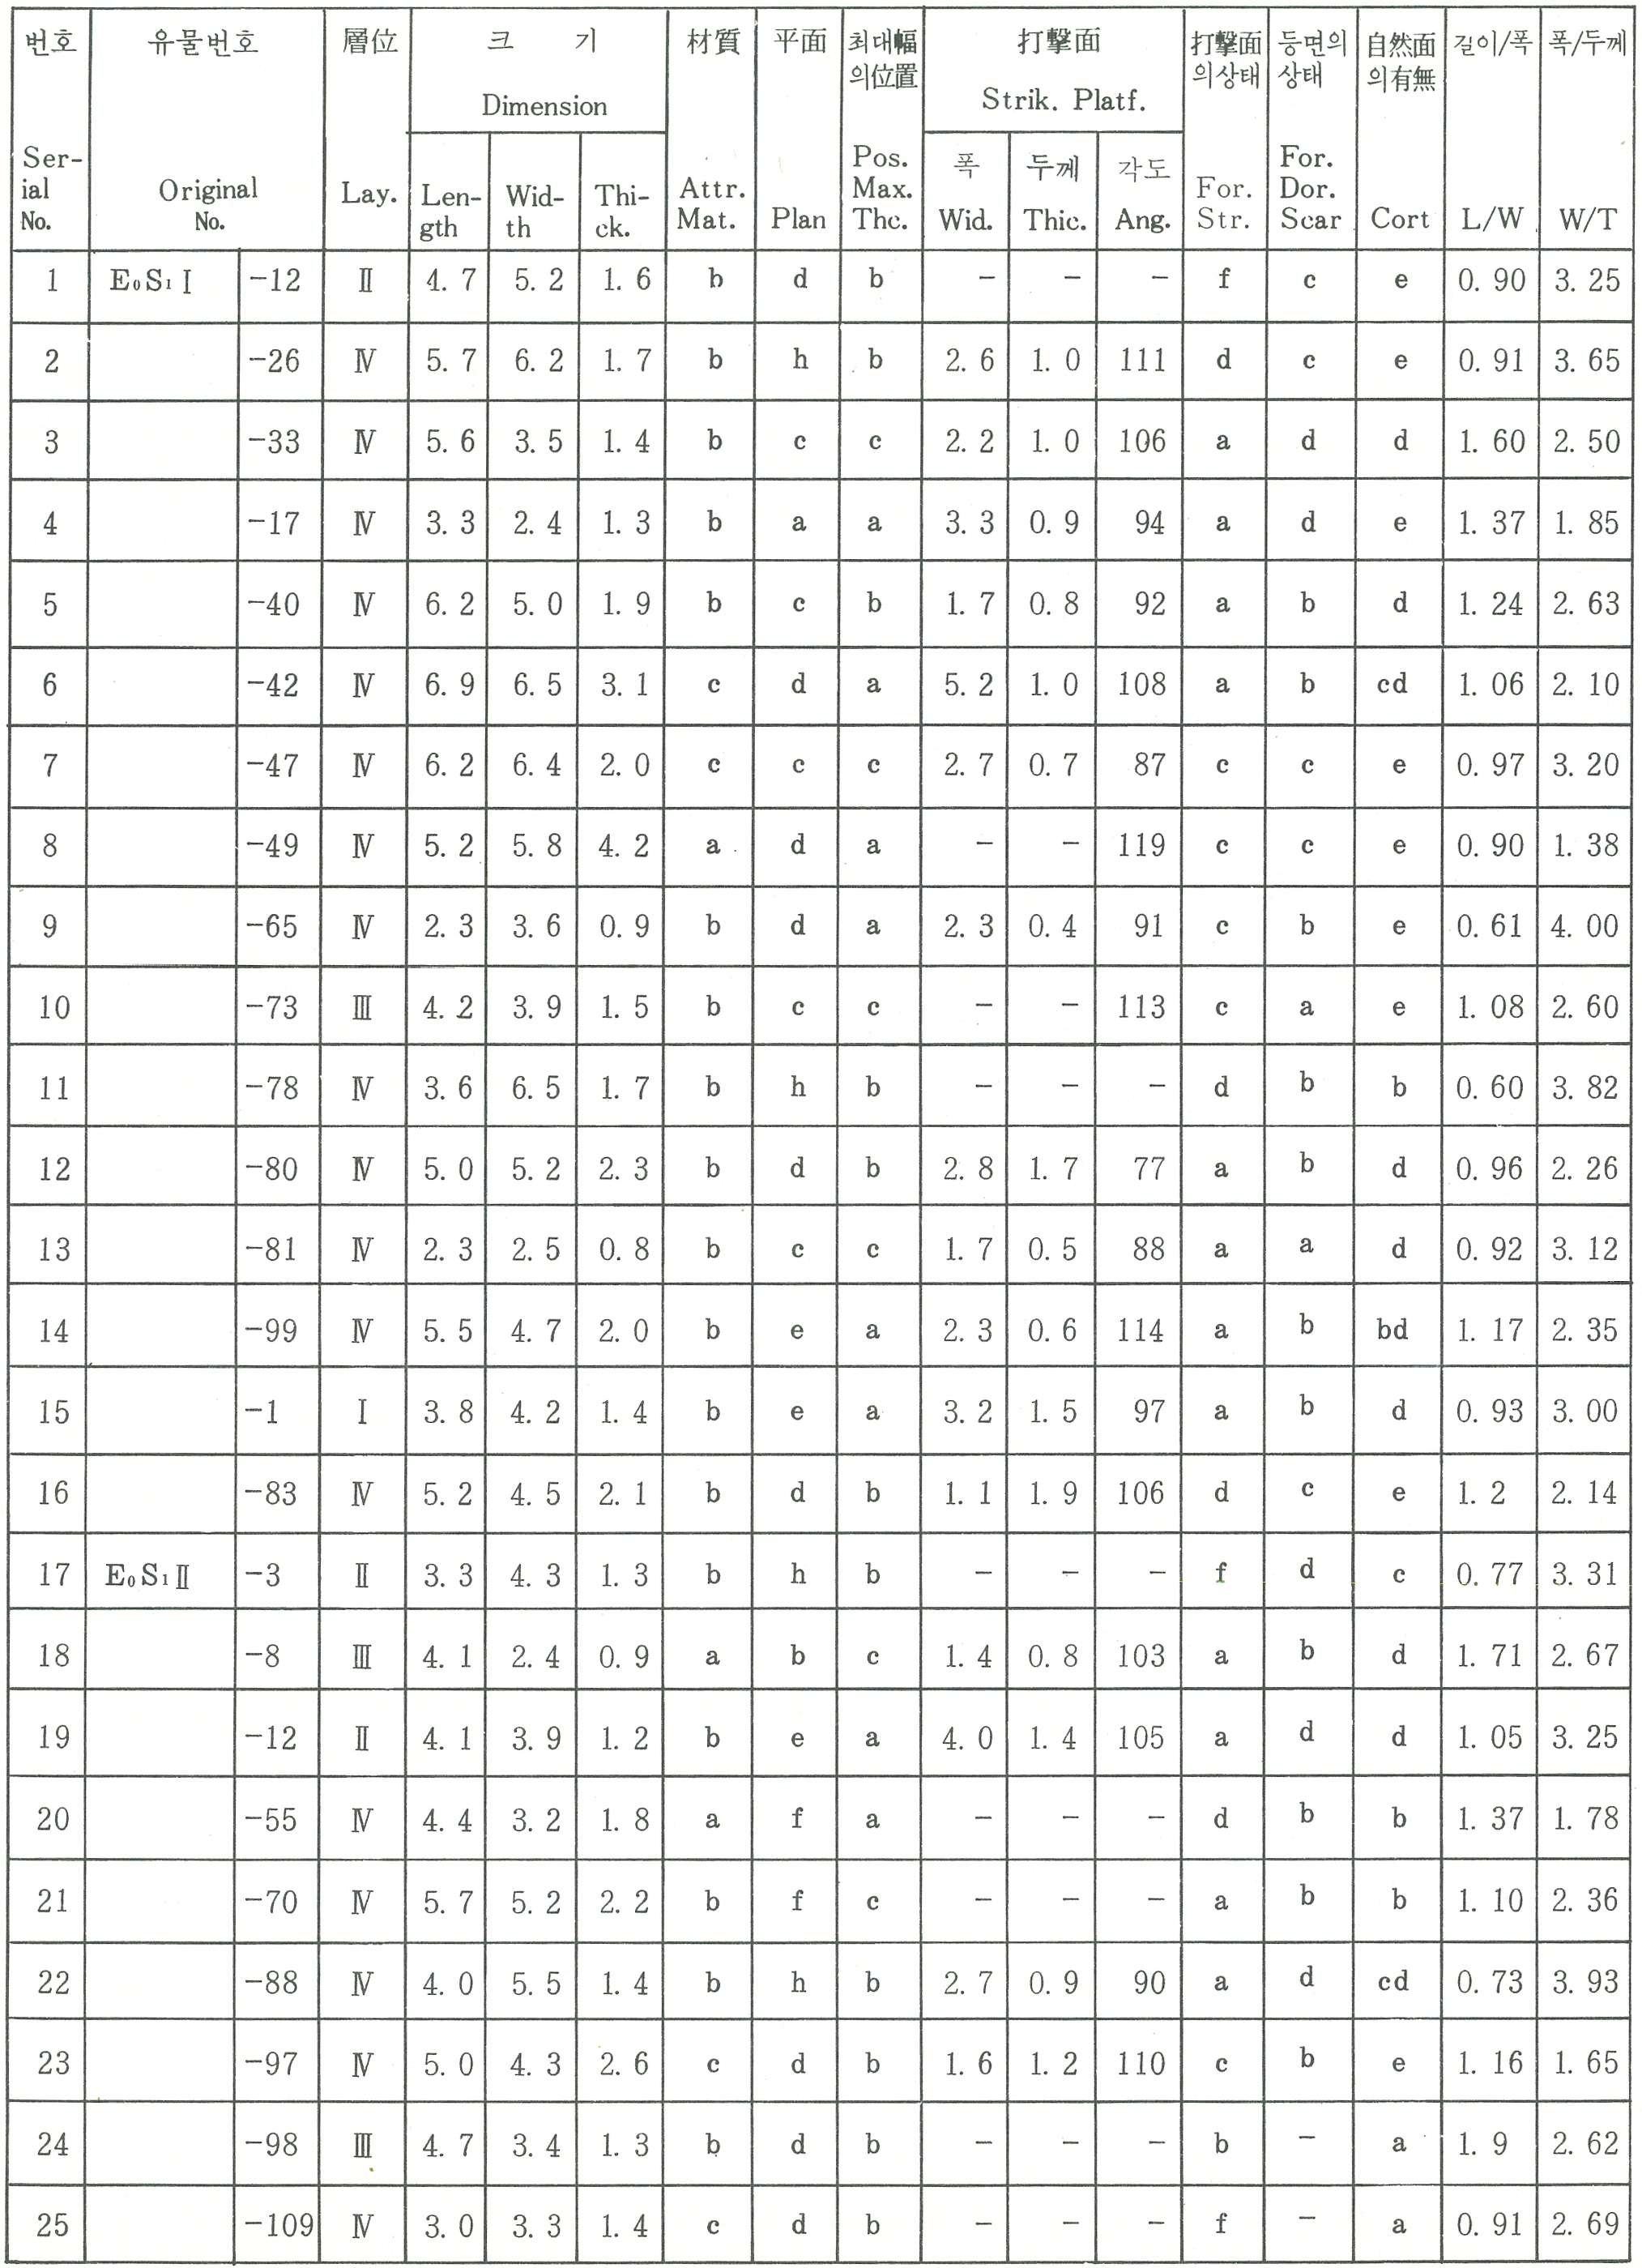 번호 유물번호 層位 크 기 材質 平面 최대幅의位置 打擊面 打擊面의상태 등면의상태 自然面의有無 길이/폭 폭/두께
Dimension Strik. Platf.
폭 두께 각도
Serial No. Original No. Lay. Len-gth Wid-th Thi-ck. Attr. Mat. Plan Pos. Max. Thc. Wid. Thic. Ang. For. Str. For. Dor. Scar Cort L/W W/T
1 E₀S₁Ⅰ -12 Ⅱ 4.7 5.2 1.6 b d b - - - f c e 0.90 3.25
2 -26 Ⅳ 5.7 6.2 1.7 b h b 2.6 1.0 111 d c e 0.91 3.65
3 -33 Ⅳ 5.6 3.5 1.4 b c c 2.2 1.0 106 a d d 1.60 2.50
4 -17 Ⅳ 3.3 2.4 1.3 b a a 3.3 0.9 94 a d e 1.37 1.85
5 -40 Ⅳ 6.2 5.0 1.9 b c b 1.7 0.8 92 a b d 1.24 2.63
6 -42 Ⅳ 6.9 6.5 3.1 c d a 5.2 1.0 108 a b cd 1.06 2.10
7 -47 Ⅳ 6.2 6.4 2.0 c c c 2.7 0.7 87 c c e 0.97 3.20
8 -49 Ⅳ 5.2 5.8 4.2 a d a - - 119 c c e 0.90 1.38
9 -65 Ⅳ 2.3 3.6 0.9 b d a 2.3 0.4 91 c b e 0.61 4.00
10 -73 Ⅲ 4.2 3.9 1.5 b c c - - 113 c a e 1.08 2.60
11 -78 Ⅳ 3.6 6.5 1.7 b h b - - - d b b 0.60 3.82
12 -80 Ⅳ 5.0 5.2 2.3 b d b 2.8 1.7 77 a b d 0.96 2.26
13 -81 Ⅳ 2.3 2.5 0.8 b c c 1.7 0.5 88 a a d 0.92 3.12
14 -99 Ⅳ 5.5 4.7 2.0 b e a 2.3 0.6 114 a b bd 1.17 2.35
15 -1 Ⅰ 3.8 4.2 1.4 b e a 3.2 1.5 97 a b d 0.93 3.00
16 -83 Ⅳ 5.2 4.5 2.1 b d b 1.1 1.9 106 d c e 1.2 2.14
17 E₀S₁Ⅱ -3 Ⅱ 3.3 4.3 1.3 b h b - - - f d c 0.77 3.31
18 -8 Ⅲ 4.1 2.4 0.9 a b c 1.4 0.8 103 a b d 1.71 2.67
19 -12 Ⅱ 4.1 3.9 1.2 b e a 4.0 1.4 105 a d d 1.05 3.25
20 -55 Ⅳ 4.4 3.2 1.8 a f a - - - d b b 1.37 1.78
21 -70 Ⅳ 5.7 5.2 2.2 b f c - - - a b b 1.10 2.36
22 -88 Ⅳ 4.0 5.5 1.4 b h b 2.7 0.9 90 a d cd 0.73 3.93
23 -97 Ⅳ 5.0 4.3 2.6 c d b 1.6 1.2 110 c b e 1.16 1.65
24 -98 Ⅲ 4.7 3.4 1.3 b d b - - - b - a 1.9 2.62
25 -109 Ⅳ 3.0 3.3 1.4 c d b - - - f - a 0.91 2.69